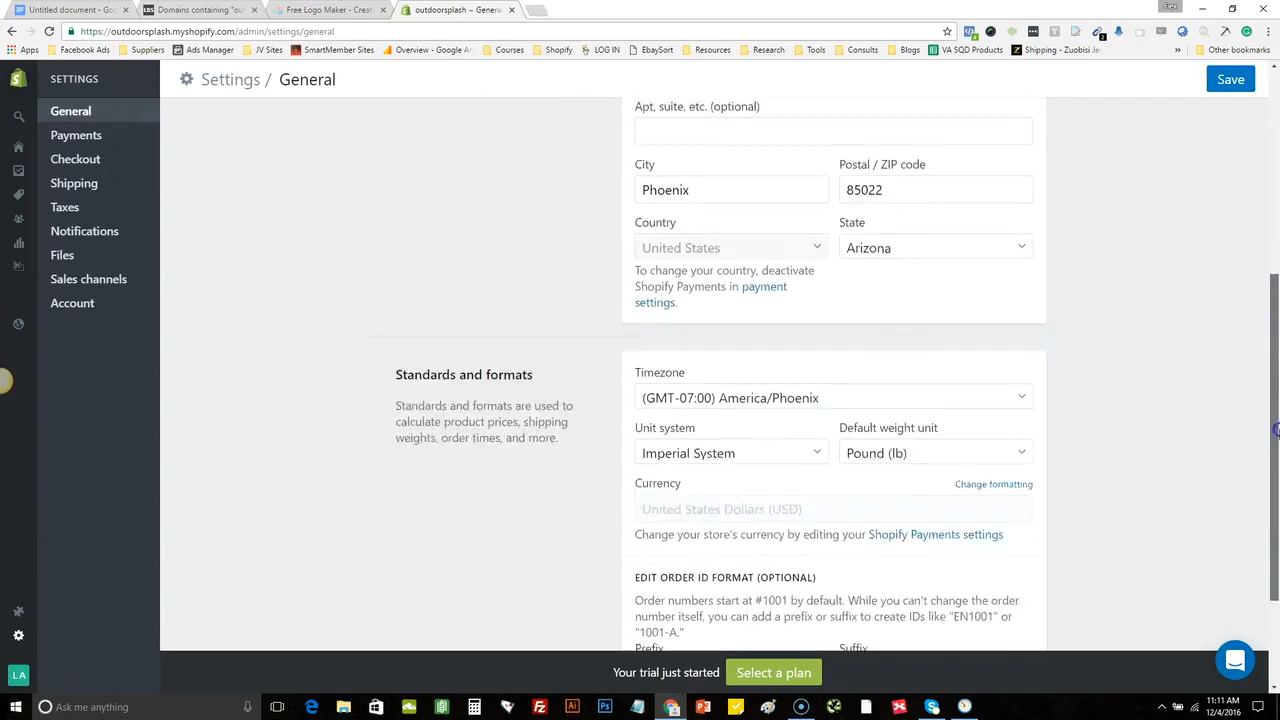 Untitled document - Go
Domains containing "ou
Free Logo Maker - Creat
outdoorsplash ~ Genera
https://outdoorsplash.myshopify.com/admin/settings/general
Apps
Facebook Ads
Suppliers
Ads Manager
JV Sites
SmarterMember Sites
Overview - Google A
Courses
Shopify
LOG IN
EbaySort
Resources
Research
Tools
Consults
Blogs
VA SQD Products
Shipping - Zuobisi Je
Other bookmarks
SETTINGS
Settings / General
Save
General
Payments
Checkout
Shipping
Taxes
Notifications
Files
Sales channels
Account
LA
Apt, suite, etc. (optional)
City
Postal / ZIP code
Phoenix
85022
Country
State
United States
Arizona
To change your country, deactivate
Shopify Payments in payment
settings.
Standards and formats
Standards and formats are used to
calculate product prices, shipping
weights, order times, and more.
Timezone
(GMT-07:00) America/Phoenix
Unit system
Default weight unit
Imperial System
Pound (lb)
Currency
Change formatting
United States Dollars (USD)
Change your store's currency by editing your Shopify Payments settings
EDIT ORDER ID FORMAT (OPTIONAL)
Order numbers start at #1001 by default. While you can't change the order
number itself, you can add a prefix or suffix to create IDs like "EN1001" or
"1001-A."
Prefix
Suffix
Your trial just started
Select a plan
Ask me anything
11:11 AM
12/4/2016